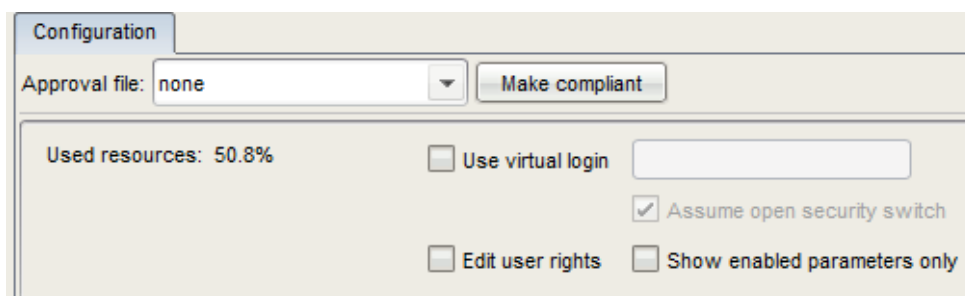 Configuration
Approval file: none Make compliant
Used resources: 50.8% Use virtual login
Assume open security switch
Edit user rights Show enabled parameters only